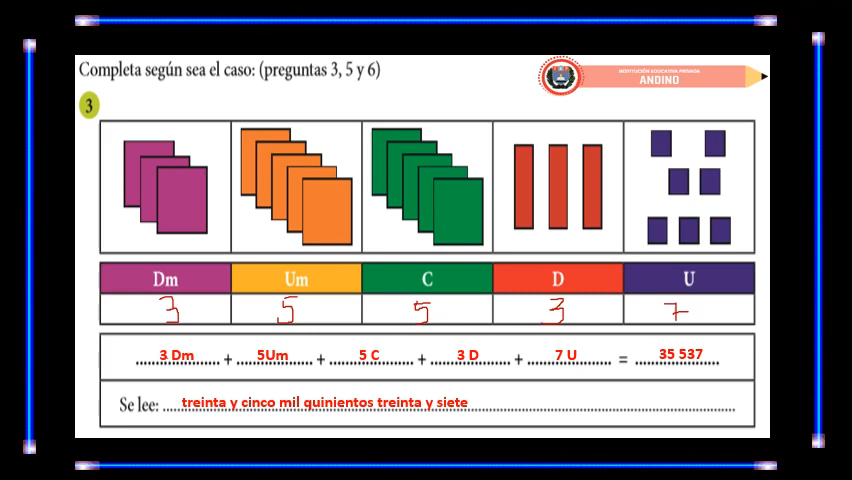 Completa según sea el caso: (preguntas 3, 5 y 6)
INSTITUCIÓN EDUCATIVA PRIVADA
ANDINO
3
Dm Um C D U
3 5 5 3 7
3 Dm + 5Um + 5 C + 3 D + 7 U = 35 537
Se lee: treinta y cinco mil quinientos treinta y siete